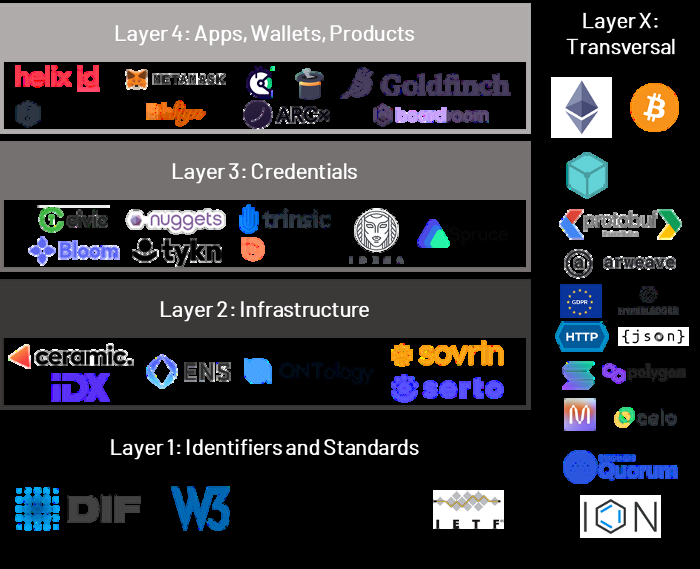 Layer 4: Apps, Wallets, Products
helix id
METAMASK
Goldfinch
ARCx
boardroom
Layer 3: Credentials
civic
nuggets
trinsic
IDENA
Spruce
Bloom
tykn
Layer 2: Infrastructure
ceramic.
IDX
ENS
ONTology
sovrin
serto
Layer 1: Identifiers and Standards
DIF
W3
IETF®
Layer X:
Transversal
protobuf
arweave
GDPR
HYPERLEDGER
HTTP
{json}
polygon
M
celo
Quorum
ION